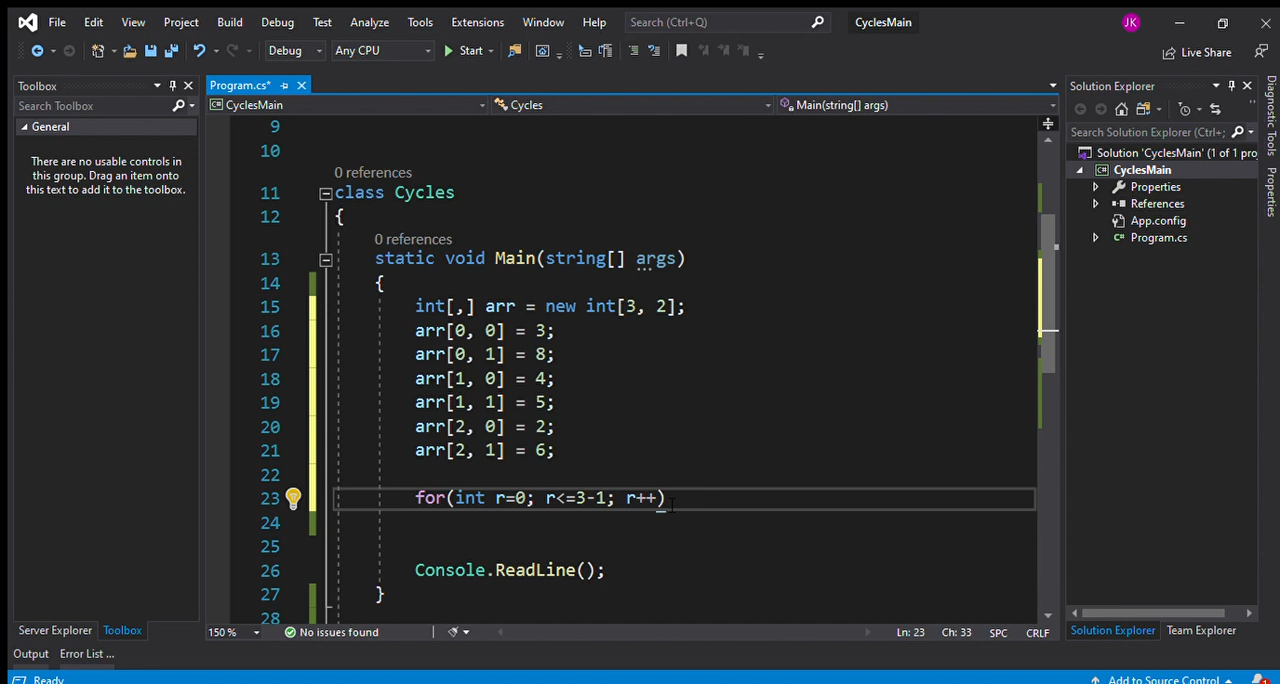 File Edit View Project Build Debug Test Analyze Tools Extensions Window Help Search (Ctrl+Q) CyclesMain JK
Debug Any CPU Start Live Share
Toolbox
Search Toolbox
General
There are no usable controls in
this group. Drag an item onto
this text to add it to the toolbox.
Server Explorer Toolbox
Output Error List ...
Program.cs*
CyclesMain Cycles Main(string[] args)
9
10
0 references
11 class Cycles
12 {
0 references
13 static void Main(string[] args)
14 {
15 int[,] arr = new int[3, 2];
16 arr[0, 0] = 3;
17 arr[0, 1] = 8;
18 arr[1, 0] = 4;
19 arr[1, 1] = 5;
20 arr[2, 0] = 2;
21 arr[2, 1] = 6;
22
23 for(int r=0; r<=3-1; r++)
24
25
26 Console.ReadLine();
27 }
28
150 % No issues found Ln: 23 Ch: 33 SPC CRLF
Solution Explorer
Search Solution Explorer (Ctrl+;
Solution 'CyclesMain' (1 of 1 pro
CyclesMain
Properties
References
App.config
C# Program.cs
Solution Explorer Team Explorer
Diagnostic Tools
Properties
Ready Add to Source Control 1